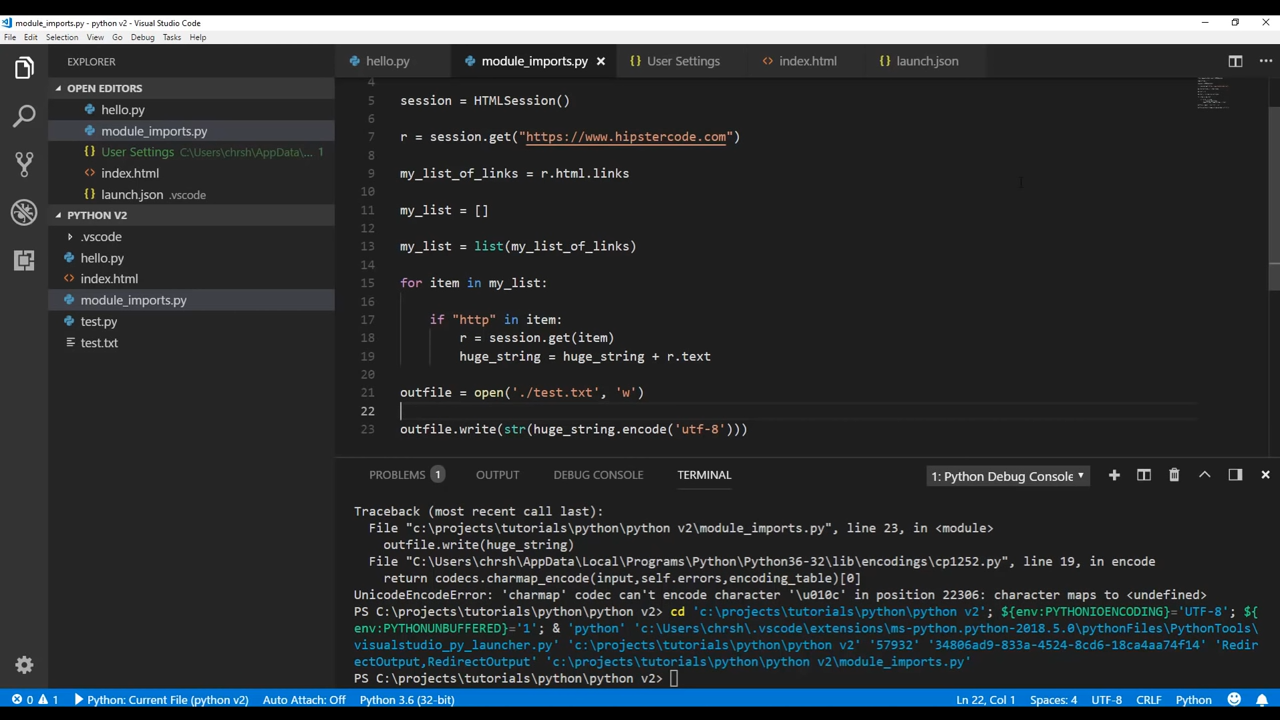 module_imports.py - python v2 - Visual Studio Code
File Edit Selection View Go Debug Tasks Help
EXPLORER
OPEN EDITORS
hello.py
module_imports.py
User Settings C:\Users\chrsh\AppData\... 1
index.html
launch.json .vscode
PYTHON V2
.vscode
hello.py
index.html
module_imports.py
test.py
test.txt
hello.py module_imports.py User Settings index.html launch.json
4
5 session = HTMLSession()
6
7 r = session.get("https://www.hipstercode.com")
8
9 my_list_of_links = r.html.links
10
11 my_list = []
12
13 my_list = list(my_list_of_links)
14
15 for item in my_list:
16
17 if "http" in item:
18 r = session.get(item)
19 huge_string = huge_string + r.text
20
21 outfile = open('./test.txt', 'w')
22
23 outfile.write(str(huge_string.encode('utf-8')))
PROBLEMS 1 OUTPUT DEBUG CONSOLE TERMINAL 1: Python Debug Console
Traceback (most recent call last):
File "c:\projects\tutorials\python\python v2\module_imports.py", line 23, in <module>
outfile.write(huge_string)
File "C:\Users\chrsh\AppData\Local\Programs\Python\Python36-32\lib\encodings\cp1252.py", line 19, in encode
return codecs.charmap_encode(input,self.errors,encoding_table)[0]
UnicodeEncodeError: 'charmap' codec can't encode character '\u010c' in position 22306: character maps to <undefined>
PS C:\projects\tutorials\python\python v2> cd 'c:\projects\tutorials\python\python v2'; ${env:PYTHONIOENCODING}='UTF-8'; ${
env:PYTHONUNBUFFERED}='1'; & 'python' 'c:\Users\chrsh\.vscode\extensions\ms-python.python-2018.5.0\pythonFiles\PythonTools\
visualstudio_py_launcher.py' 'c:\projects\tutorials\python\python v2' '57932' '34806ad9-833a-4524-8cd6-18ca4aa74f14' 'Redir
ectOutput,RedirectOutput' 'c:\projects\tutorials\python\python v2\module_imports.py'
PS C:\projects\tutorials\python\python v2>
0 1 Python: Current File (python v2) Auto Attach: Off Python 3.6 (32-bit) Ln 22, Col 1 Spaces: 4 UTF-8 CRLF Python